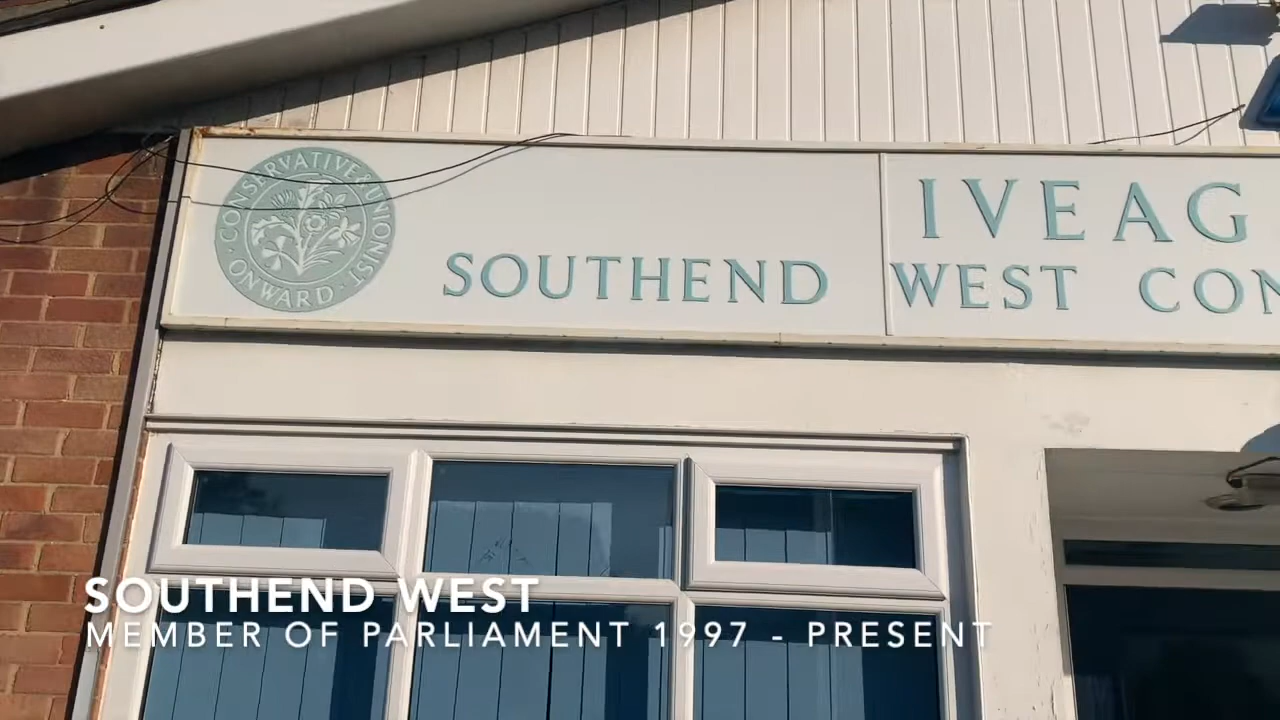 CONSERVATIVE & UNIONIST · ONWARD ·
SOUTHEND
IVEAG
WEST CON
SOUTHEND WEST
MEMBER OF PARLIAMENT 1997 - PRESENT